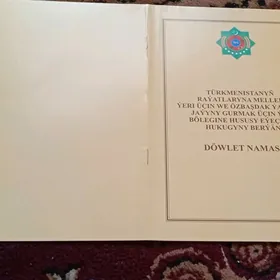 TÜRKMENISTANYŇ
RAÝATLARYNA MELLEK
ÝERI ÜÇIN WE ÖZBAŞDAK ÝA
JAÝYNY GURMAK ÜÇIN Ý
BÖLEGINE HUSUSY EÝEÇ
HUKUGYNY BERÝÄN
DÖWLET NAMAS